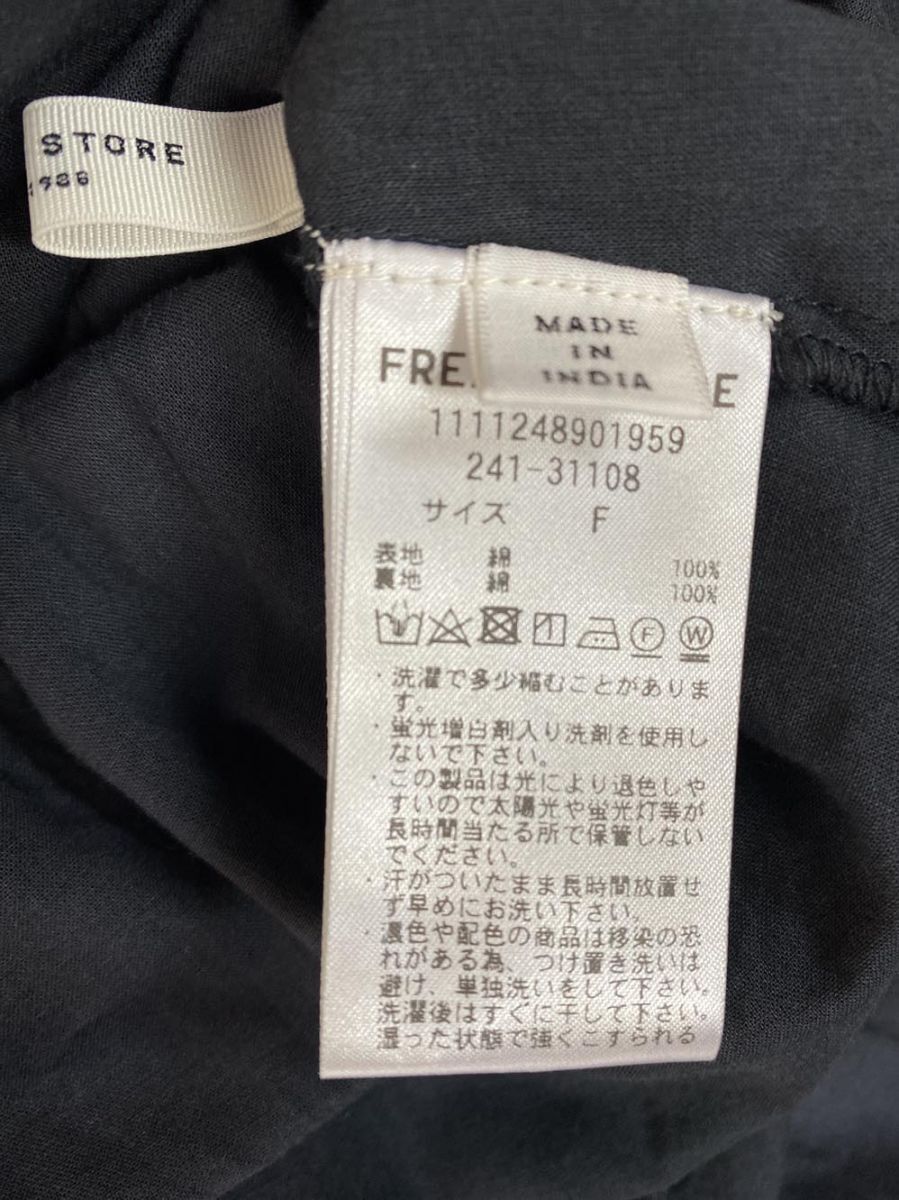 STORE
MADE
IN
INDIA
FRE
E
1111248901959
241-31108
サイズ F
表地 綿 100%
裏地 綿 100%
F W
・洗濯で多少縮むことがありま
す。
・蛍光増白剤入り洗剤を使用し
ないで下さい。
・この製品は光により退色しや
すいので太陽光や蛍光灯等が
長時間当たる所で保管しない
でください。
・汗がついたまま長時間放置せ
ず早めにお洗い下さい。
・濃色や配色の商品は移染の恐
れがある為、つけ置き洗いは
避け、単独洗いをして下さい。
洗濯後はすぐに干して下さい。
湿った状態で強くこすられる